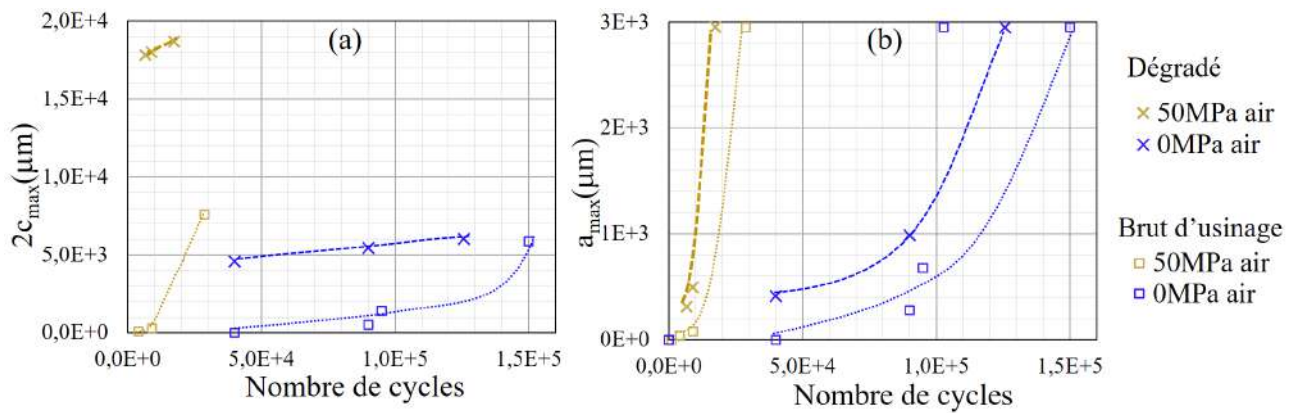 2,0E+4
1,5E+4
1,0E+4
5,0E+3
0,0E+0
2cmax(µm)
(a)
0,0E+0 5,0E+4 1,0E+5 1,5E+5
Nombre de cycles
3E+3
2E+3
1E+3
0E+0
amax(µm)
(b)
0,0E+0 5,0E+4 1,0E+5 1,5E+5
Nombre de cycles
Dégradé
50MPa air
0MPa air
Brut d'usinage
50MPa air
0MPa air